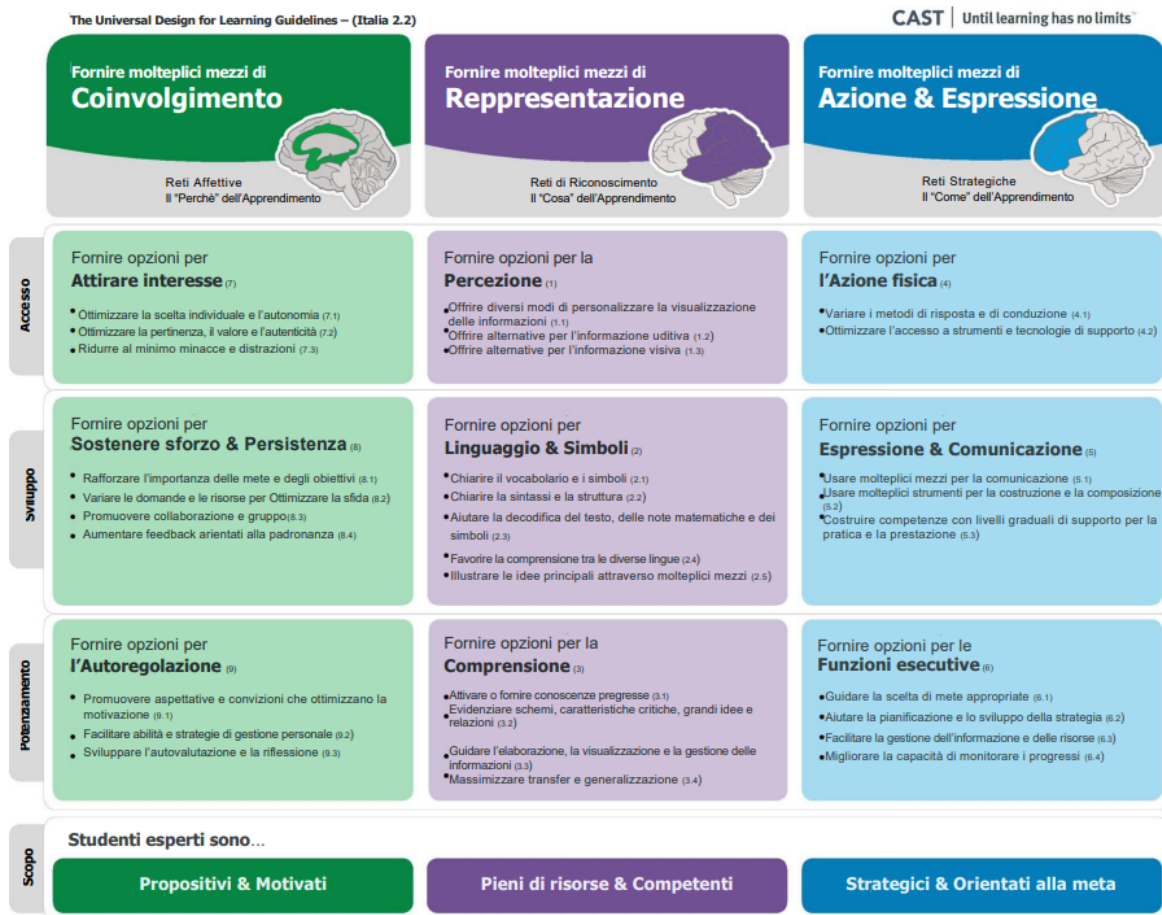 The Universal Design for Learning Guidelines – (Italia 2.2)
CAST | Until learning has no limits™
Fornire molteplici mezzi di
Coinvolgimento
Reti Affettive
Il "Perchè" dell'Apprendimento
Fornire molteplici mezzi di
Reppresentazione
Reti di Riconoscimento
Il "Cosa" dell'Apprendimento
Fornire molteplici mezzi di
Azione & Espressione
Reti Strategiche
Il "Come" dell'Apprendimento
Accesso
Fornire opzioni per
Attirare interesse (7)
• Ottimizzare la scelta individuale e l'autonomia (7.1)
• Ottimizzare la pertinenza, il valore e l'autenticità (7.2)
• Ridurre al minimo minacce e distrazioni (7.3)
Fornire opzioni per la
Percezione (1)
• Offrire diversi modi di personalizzare la visualizzazione
delle informazioni (1.1)
• Offrire alternative per l'informazione uditiva (1.2)
• Offrire alternative per l'informazione visiva (1.3)
Fornire opzioni per
l'Azione fisica (4)
• Variare i metodi di risposta e di conduzione (4.1)
• Ottimizzare l'accesso a strumenti e tecnologie di supporto (4.2)
Sviluppo
Fornire opzioni per
Sostenere sforzo & Persistenza (8)
• Rafforzare l'importanza delle mete e degli obiettivi (8.1)
• Variare le domande e le risorse per Ottimizzare la sfida (8.2)
• Promuovere collaborazione e gruppo(8.3)
• Aumentare feedback arientati alla padronanza (8.4)
Fornire opzioni per
Linguaggio & Simboli (2)
• Chiarire il vocabolario e i simboli (2.1)
• Chiarire la sintassi e la struttura (2.2)
• Aiutare la decodifica del testo, delle note matematiche e dei
simboli (2.3)
• Favorire la comprensione tra le diverse lingue (2.4)
• Illustrare le idee principali attraverso molteplici mezzi (2.5)
Fornire opzioni per
Espressione & Comunicazione (5)
• Usare molteplici mezzi per la comunicazione (5.1)
• Usare molteplici strumenti per la costruzione e la composizione
(5.2)
• Costruire competenze con livelli graduali di supporto per la
pratica e la prestazione (5.3)
Potenziamento
Fornire opzioni per
l'Autoregolazione (9)
• Promuovere aspettative e convizioni che ottimizzano la
motivazione (9.1)
• Facilitare abilità e strategie di gestione personale (9.2)
• Sviluppare l'autovalutazione e la riflessione (9.3)
Fornire opzioni per la
Comprensione (3)
• Attivare o fornire conoscenze pregresse (3.1)
• Evidenziare schemi, caratteristiche critiche, grandi idee e
relazioni (3.2)
• Guidare l'elaborazione, la visualizzazione e la gestione delle
informazioni (3.3)
• Massimizzare transfer e generalizzazione (3.4)
Fornire opzioni per le
Funzioni esecutive (6)
• Guidare la scelta di mete appropriate (6.1)
• Aiutare la pianificazione e lo sviluppo della strategia (6.2)
• Facilitare la gestione dell'informazione e delle risorse (6.3)
• Migliorare la capacità di monitorare i progressi (6.4)
Scopo
Studenti esperti sono...
Propositivi & Motivati
Pieni di risorse & Competenti
Strategici & Orientati alla meta